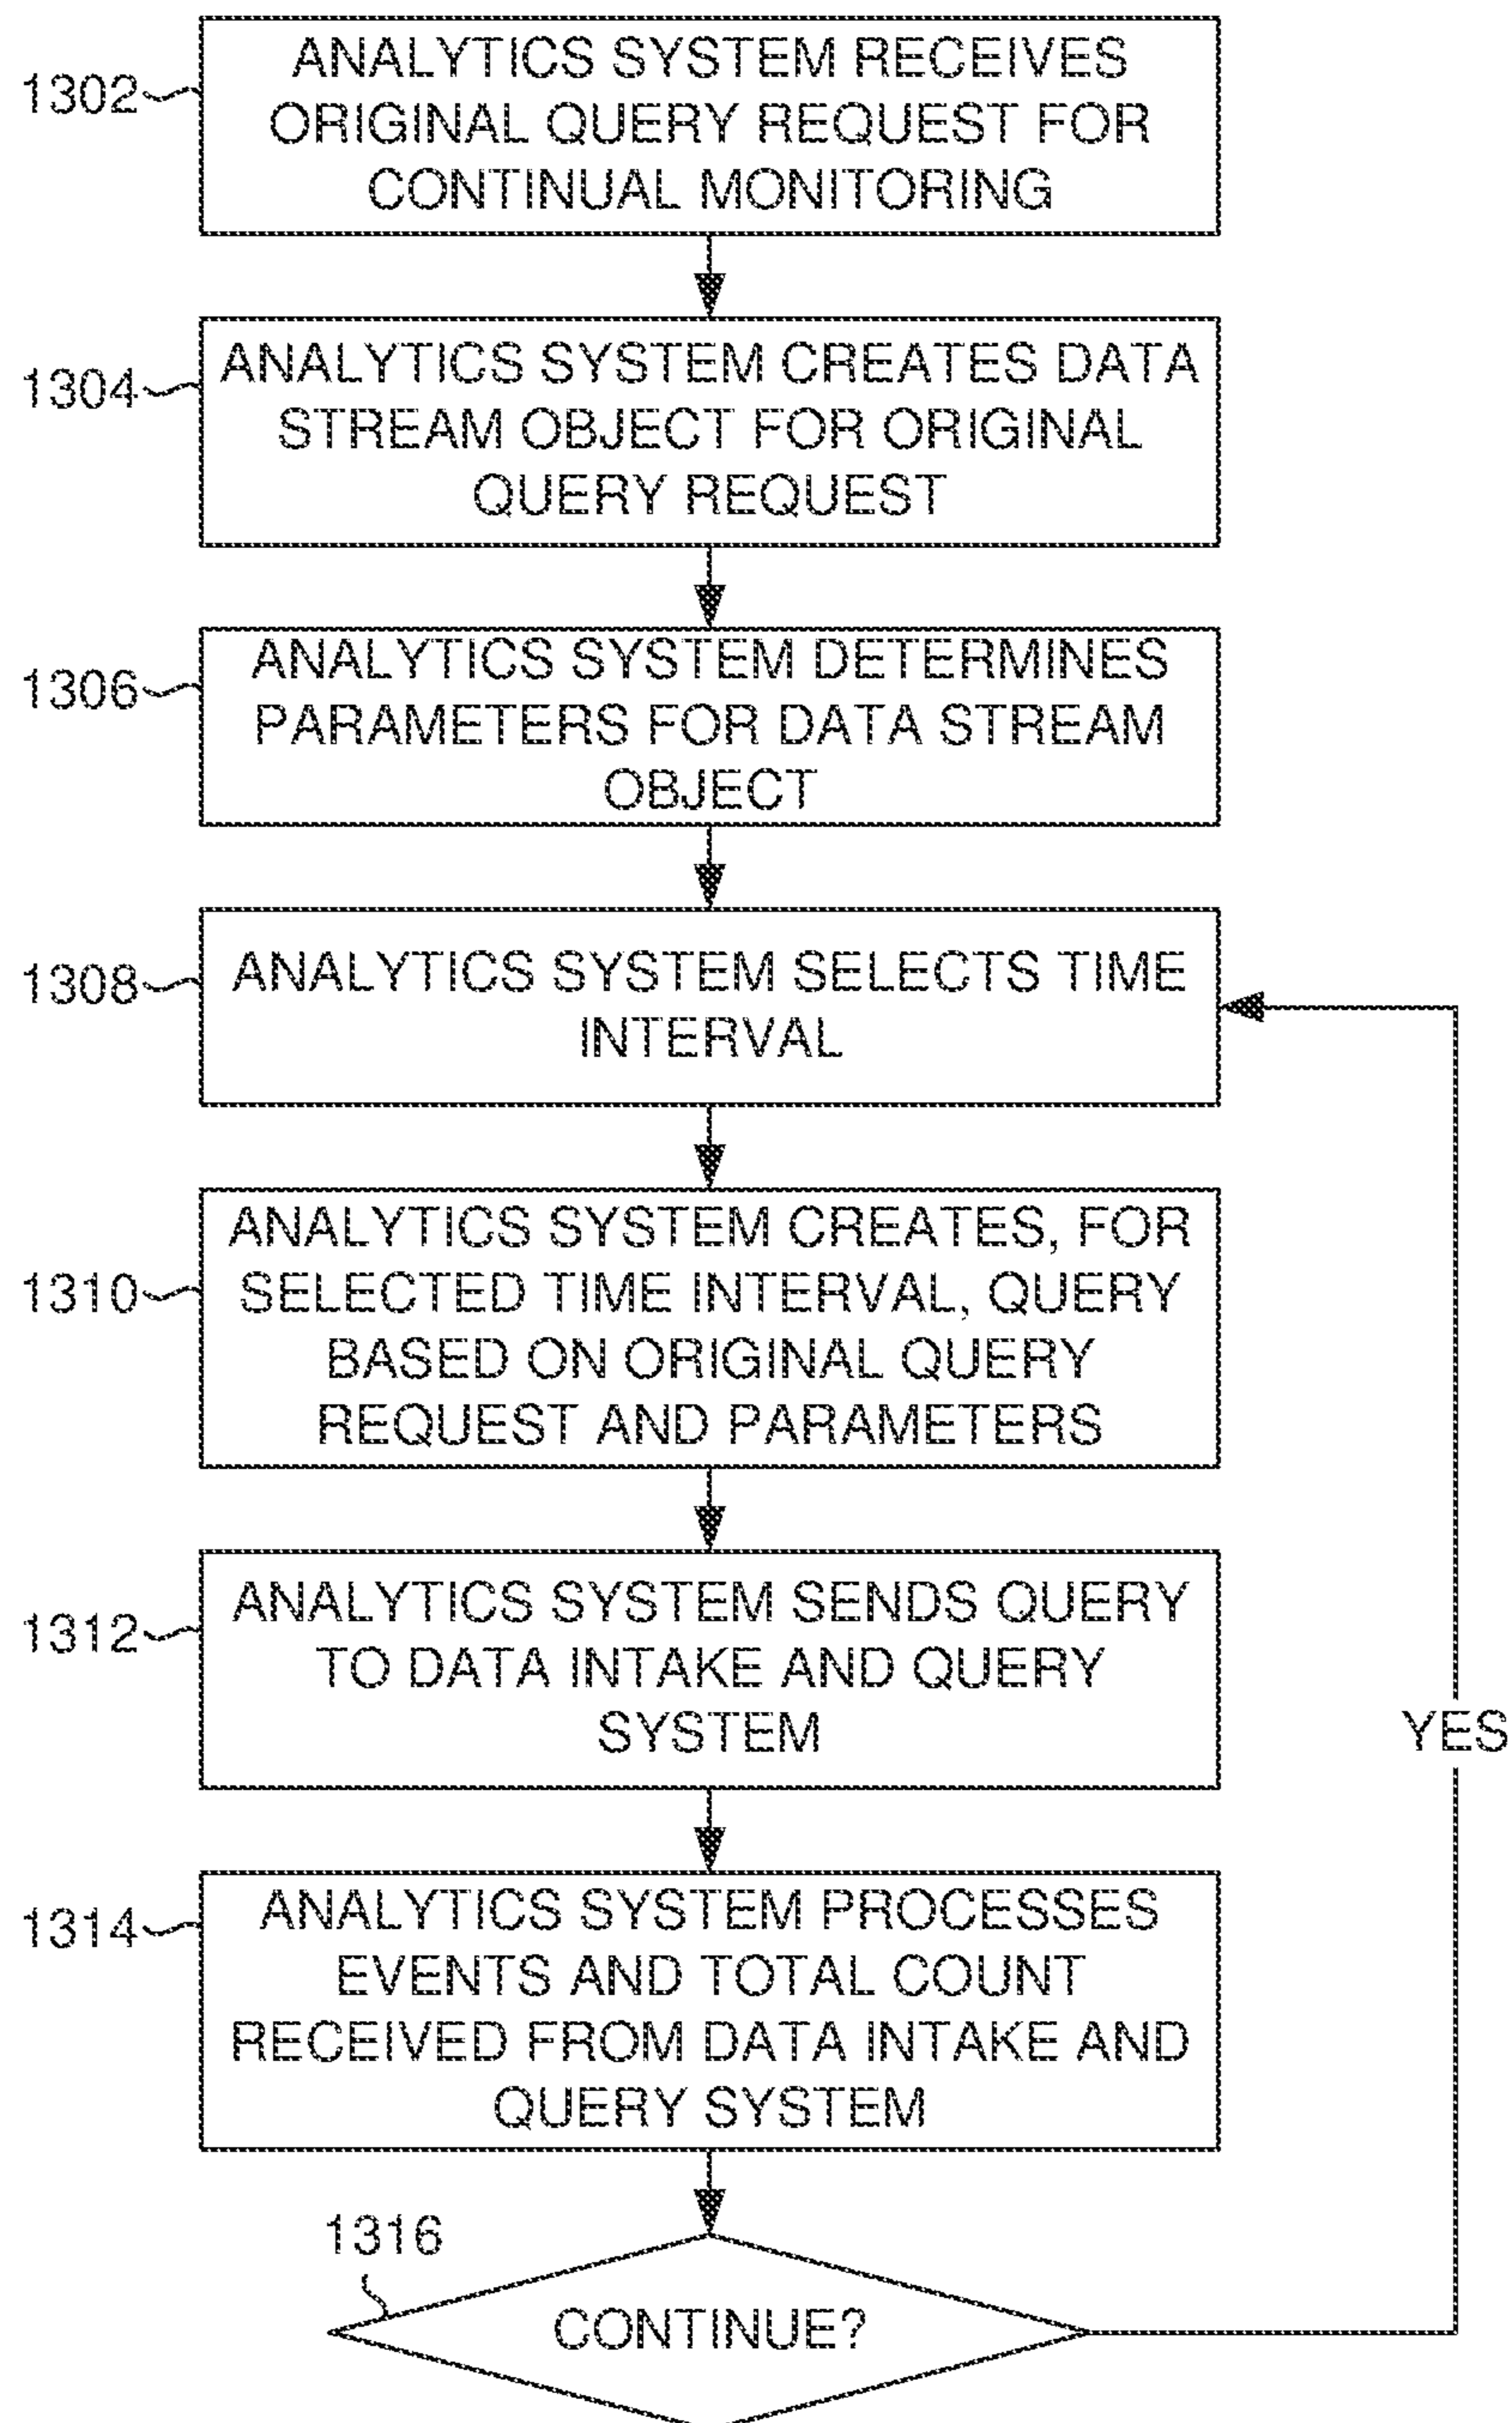 1302
ANALYTICS SYSTEM RECEIVES
ORIGINAL QUERY REQUEST FOR
CONTINUAL MONITORING
1304
ANALYTICS SYSTEM CREATES DATA
STREAM OBJECT FOR ORIGINAL
QUERY REQUEST
1306
ANALYTICS SYSTEM DETERMINES
PARAMETERS FOR DATA STREAM
OBJECT
1308
ANALYTICS SYSTEM SELECTS TIME
INTERVAL
1310
ANALYTICS SYSTEM CREATES, FOR
SELECTED TIME INTERVAL, QUERY
BASED ON ORIGINAL QUERY
REQUEST AND PARAMETERS
1312
ANALYTICS SYSTEM SENDS QUERY
TO DATA INTAKE AND QUERY
SYSTEM
YES
1314
ANALYTICS SYSTEM PROCESSES
EVENTS AND TOTAL COUNT
RECEIVED FROM DATA INTAKE AND
QUERY SYSTEM
1316
CONTINUE?